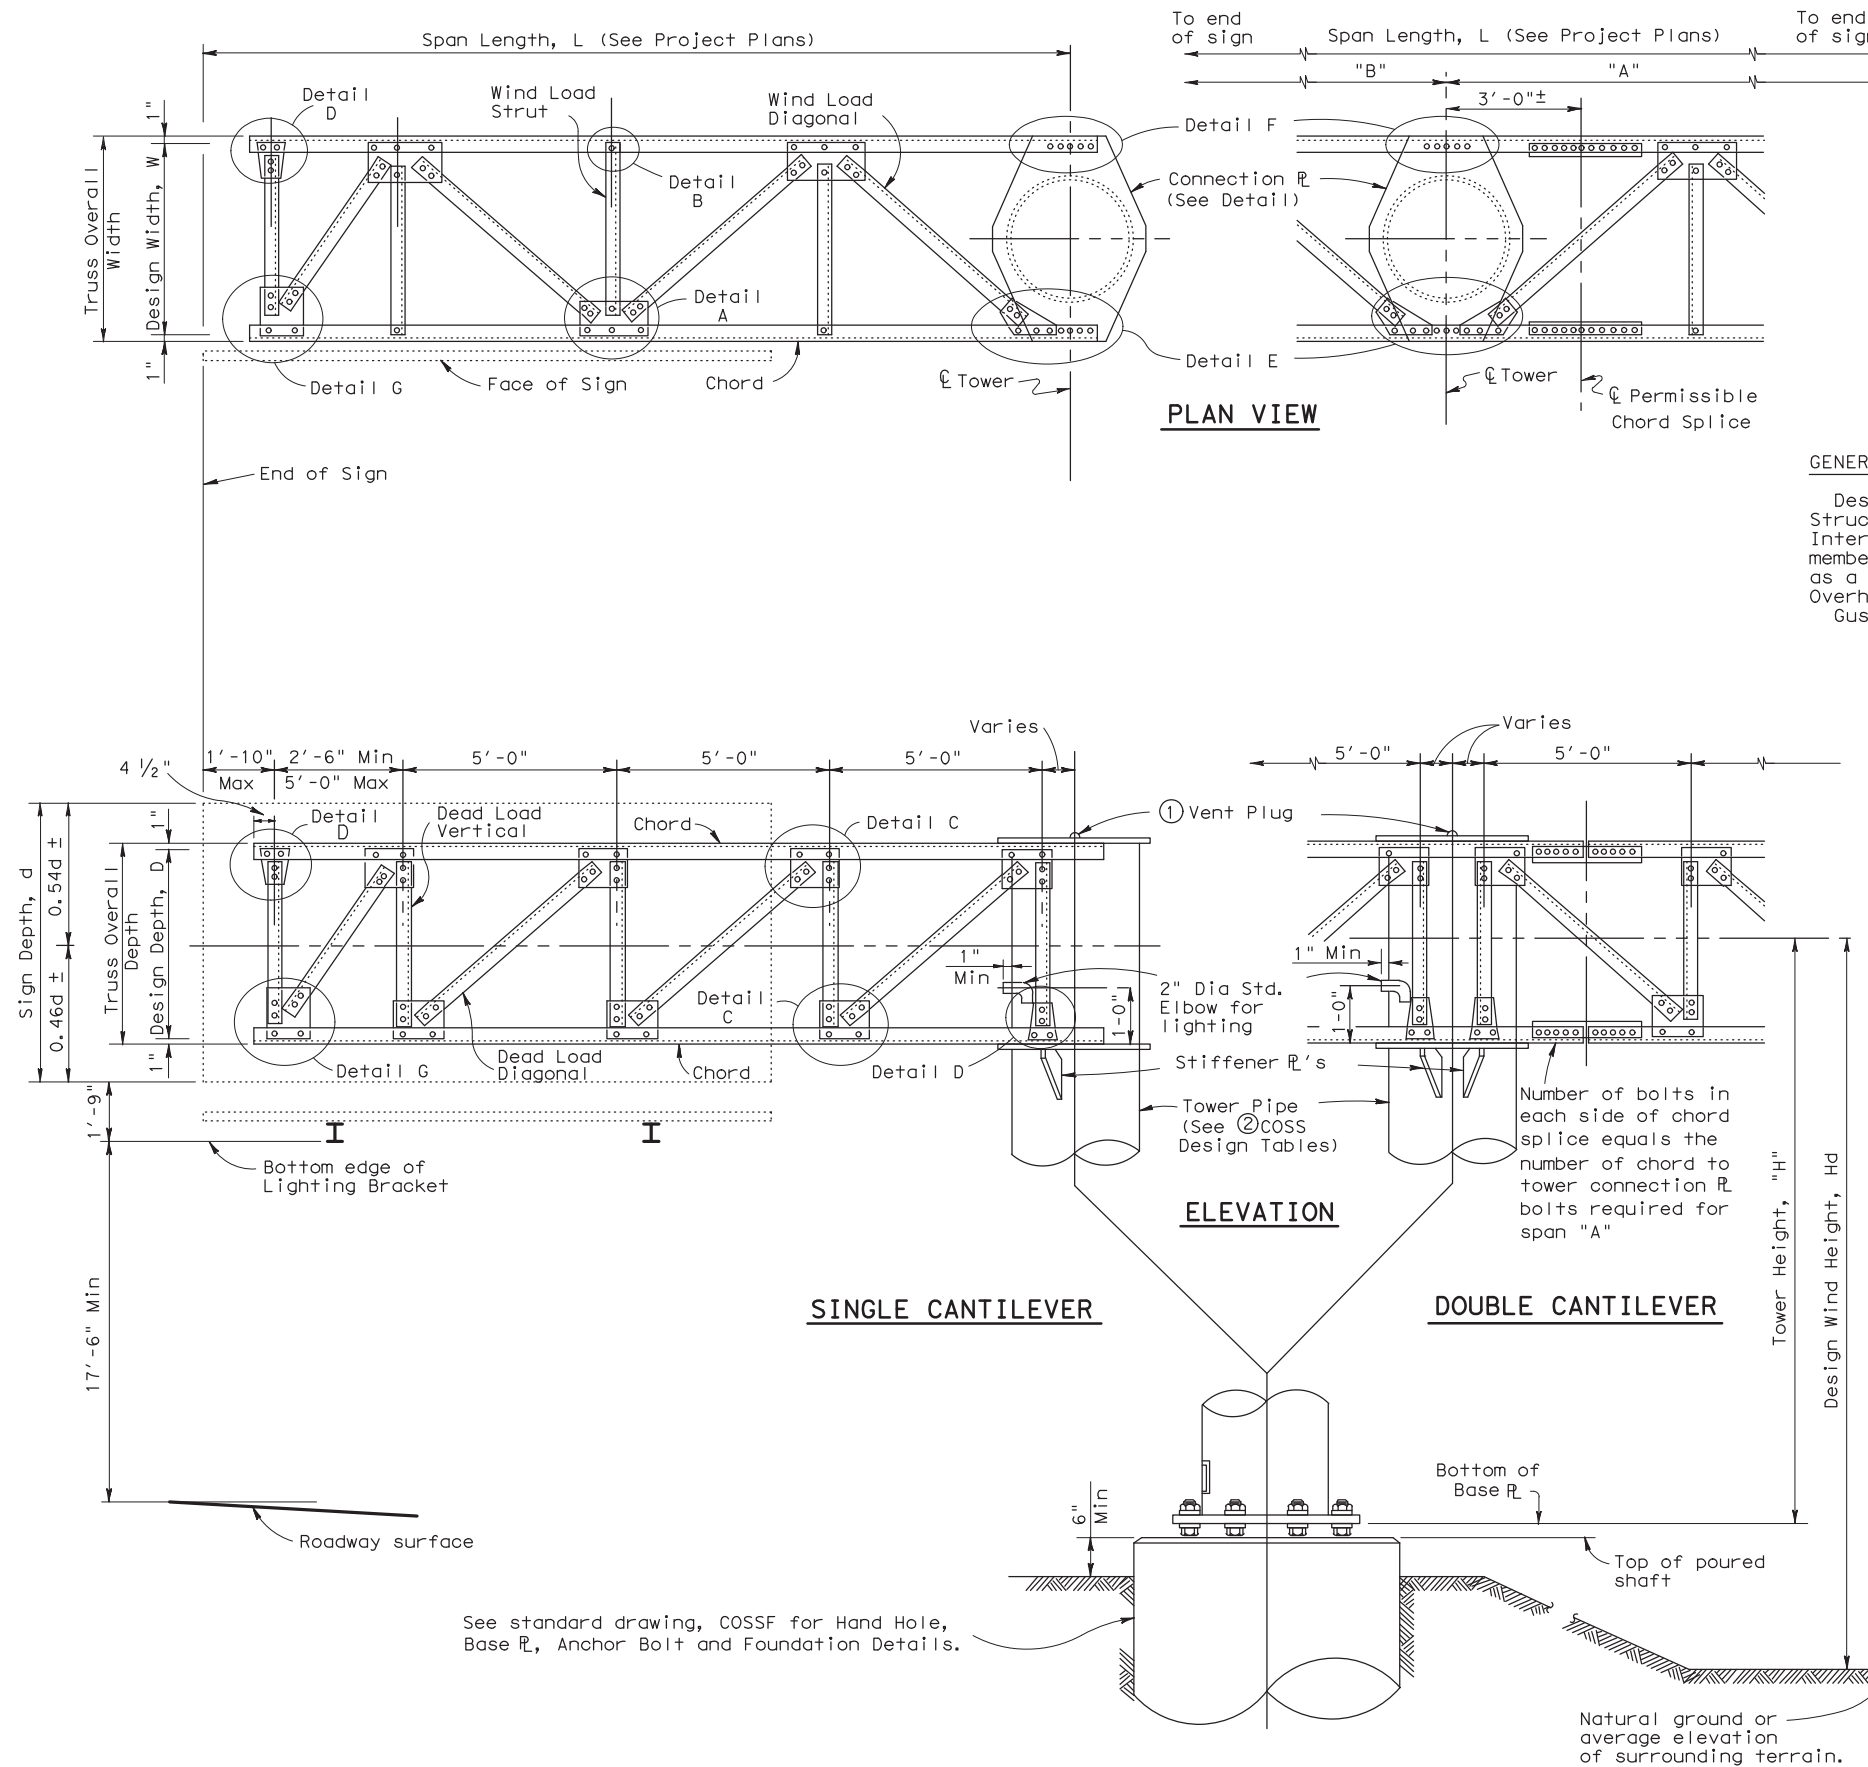 Span Length, L (See Project Plans)
To end
of sign
Span Length, L (See Project Plans)
To end
of sign
"B"
"A"
3'-0"±
1"
Detail
D
Wind Load
Strut
Wind Load
Diagonal
Detail F
Truss Overall
Width
Design Width, W
Detail
B
Connection ⅊
(See Detail)
Detail
A
1"
Detail G
Face of Sign
Chord
℄ Tower
Detail E
℄ Tower
℄ Permissible
Chord Splice
PLAN VIEW
End of Sign
GENER
Des
Struc
Inter
membe
as a
Overh
Gus
Varies
Varies
4 ½"
1'-10"
Max
2'-6" Min
5'-0" Max
5'-0"
5'-0"
5'-0"
5'-0"
5'-0"
Sign Depth, d
0.54d ±
0.46d ±
1"
Truss Overall
Depth
Design Depth, D
1"
Detail
D
Dead Load
Vertical
Chord
Detail C
① Vent Plug
1"
Min
1" Min
Detail
C
2" Dia Std.
Elbow for
lighting
1'-0"
1'-0"
Detail G
Dead Load
Diagonal
Chord
Detail D
Stiffener ⅊'s
1'-9"
Tower Pipe
(See ②COSS
Design Tables)
Number of bolts in
each side of chord
splice equals the
number of chord to
tower connection ⅊
bolts required for
span "A"
Bottom edge of
Lighting Bracket
ELEVATION
17'-6" Min
SINGLE CANTILEVER
DOUBLE CANTILEVER
Tower Height, "H"
Design Wind Height, Hd
6"
Min
Bottom of
Base ⅊
Roadway surface
Top of poured
shaft
See standard drawing, COSSF for Hand Hole,
Base ⅊, Anchor Bolt and Foundation Details.
Natural ground or
average elevation
of surrounding terrain.